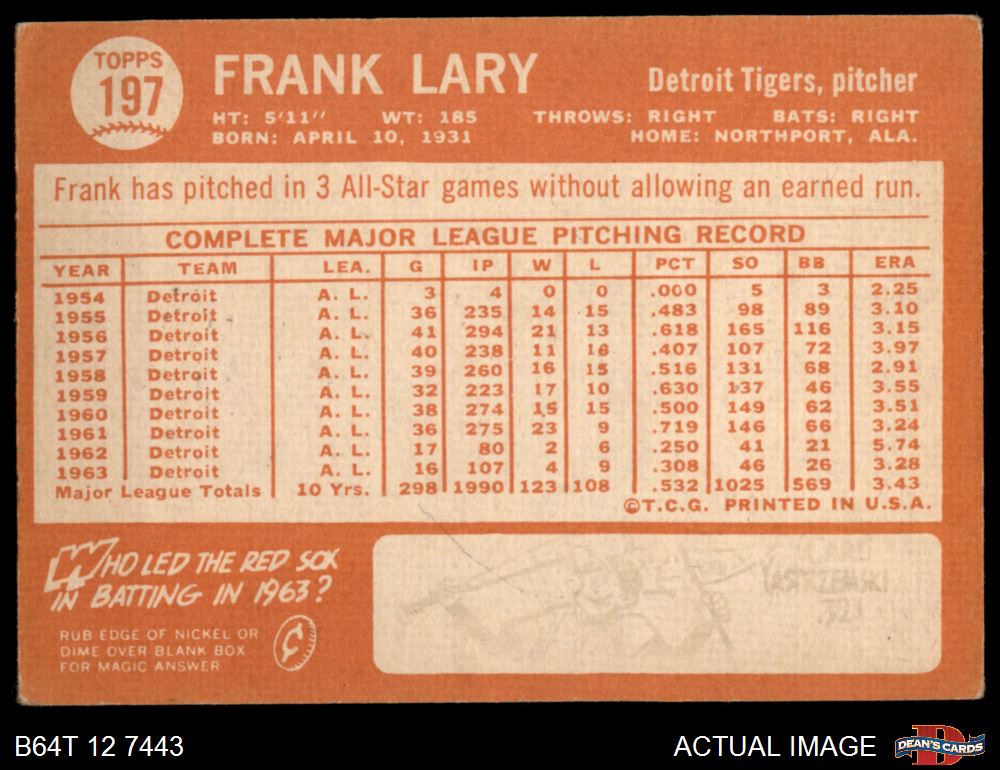 TOPPS
197
FRANK LARY
Detroit Tigers, pitcher
HT: 5'11" WT: 185 THROWS: RIGHT BATS: RIGHT
BORN: APRIL 10, 1931 HOME: NORTHPORT, ALA.
Frank has pitched in 3 All-Star games without allowing an earned run.
COMPLETE MAJOR LEAGUE PITCHING RECORD
YEAR TEAM LEA. G IP W L PCT SO BB ERA
1954 Detroit A. L. 3 4 0 0 .000 5 3 2.25
1955 Detroit A. L. 36 235 14 15 .483 98 89 3.10
1956 Detroit A. L. 41 294 21 13 .618 165 116 3.15
1957 Detroit A. L. 40 238 11 16 .407 107 72 3.97
1958 Detroit A. L. 39 260 16 15 .516 131 68 2.91
1959 Detroit A. L. 32 223 17 10 .630 137 46 3.55
1960 Detroit A. L. 38 274 15 15 .500 149 62 3.51
1961 Detroit A. L. 36 275 23 9 .719 146 66 3.24
1962 Detroit A. L. 17 80 2 6 .250 41 21 5.74
1963 Detroit A. L. 16 107 4 9 .308 46 26 3.28
Major League Totals 10 Yrs. 298 1990 123 108 .532 1025 569 3.43
©T.C.G. PRINTED IN U.S.A.
WHO LED THE RED SOX
IN BATTING IN 1963?
RUB EDGE OF NICKEL OR
DIME OVER BLANK BOX
FOR MAGIC ANSWER
¢
CARL
YASTRZEMSKI
.321
B64T 12 7443
ACTUAL IMAGE
DEAN'S CARDS